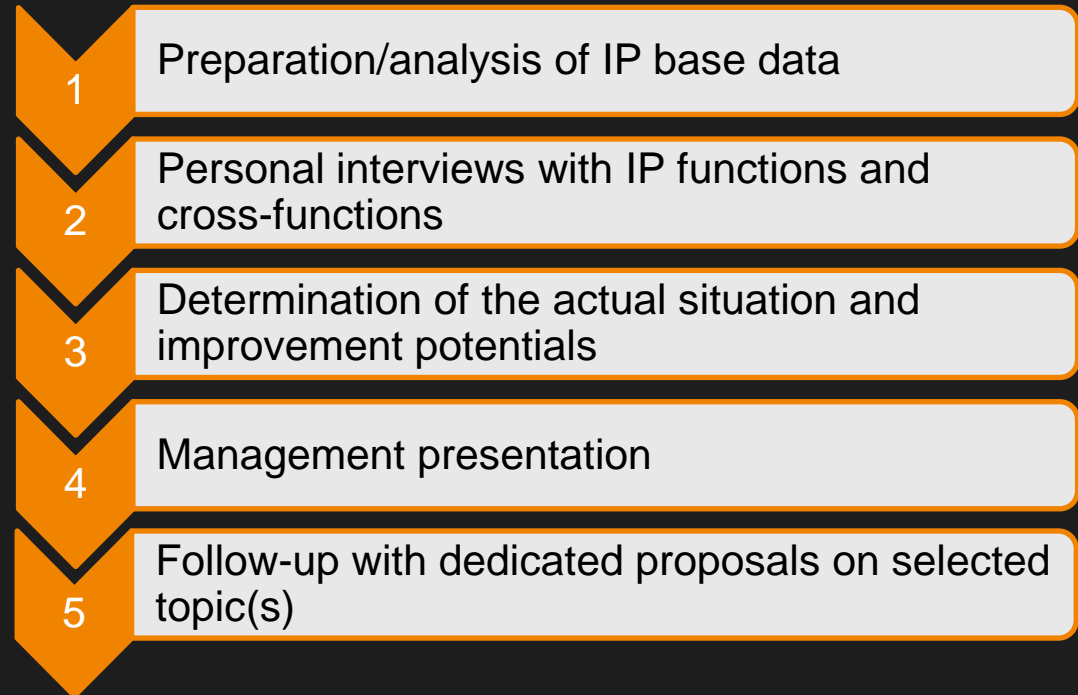 1
Preparation/analysis of IP base data
2
Personal interviews with IP functions and
cross-functions
3
Determination of the actual situation and
improvement potentials
4
Management presentation
5
Follow-up with dedicated proposals on selected
topic(s)